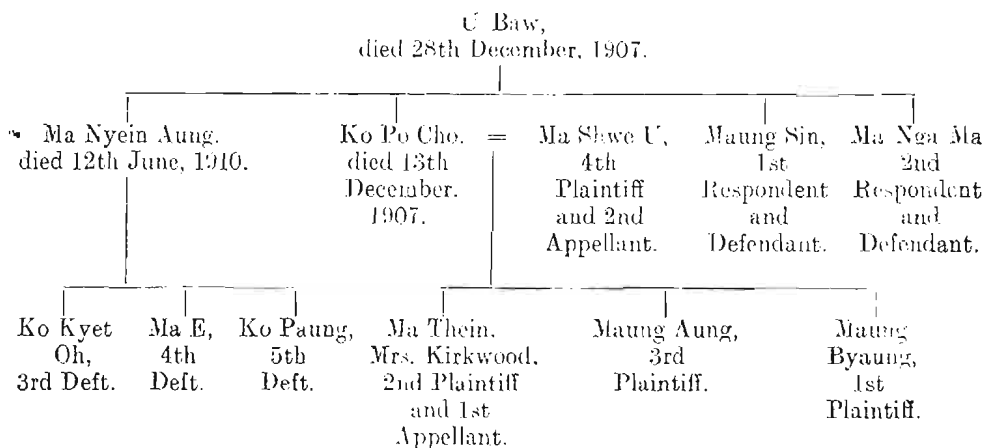 U Baw,
died 28th December, 1907.
Ma Nyein Aung.
died 12th June, 1910.
Ko Po Cho.
died 13th
December.
1907.
=
Ma Shwe U,
4th
Plaintiff
and 2nd
Appellant.
Maung Sin,
1st
Respondent
and
Defendant.
Ma Nga Ma
2nd
Respondent
and
Defendant.
Ko Kyet
Oh,
3rd Deft.
Ma E,
4th
Deft.
Ko Paung,
5th
Deft.
Ma Thein.
Mrs. Kirkwood.
2nd Plaintiff
and 1st
Appellant.
Maung Aung,
3rd
Plaintiff.
Maung
Byaung,
1st
Plaintiff.